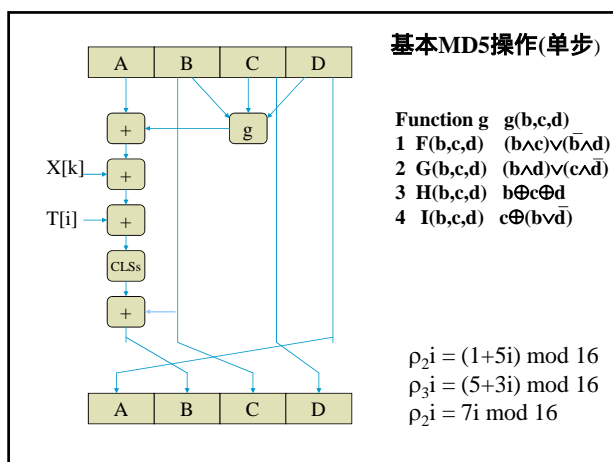 基本MD5操作(单步)
A B C D
+ g
X[k]
+
T[i]
+
CLSs
+
A B C D
Function g g(b,c,d)
1 F(b,c,d) (b∧c)∨(b̄∧d)
2 G(b,c,d) (b∧d)∨(c∧d̄)
3 H(b,c,d) b⊕c⊕d
4 I(b,c,d) c⊕(b∨d̄)
ρ₂i = (1+5i) mod 16
ρ₃i = (5+3i) mod 16
ρ₂i = 7i mod 16